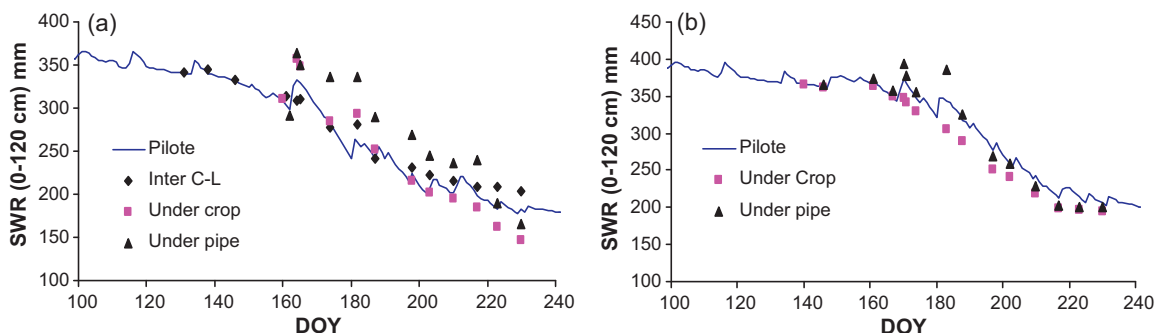 (a)
SWR (0-120 cm) mm
400
350
300
250
200
150
100
Pilote
Inter C-L
Under crop
Under pipe
100 120 140 160 180 200 220 240
DOY
(b)
SWR (0-120 cm) mm
450
400
350
300
250
200
150
100
Pilote
Under Crop
Under pipe
100 120 140 160 180 200 220 240
DOY